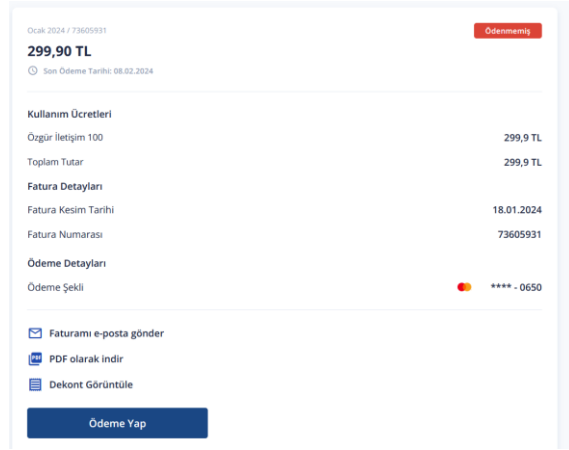 Ocak 2024 / 73605931
Ödenmemiş
299,90 TL
Son Ödeme Tarihi: 08.02.2024
Kullanım Ücretleri
Özgür İletişim 100 299,9 TL
Toplam Tutar 299,9 TL
Fatura Detayları
Fatura Kesim Tarihi 18.01.2024
Fatura Numarası 73605931
Ödeme Detayları
Ödeme Şekli **** - 0650
Faturamı e-posta gönder
PDF PDF olarak indir
Dekont Görüntüle
Ödeme Yap